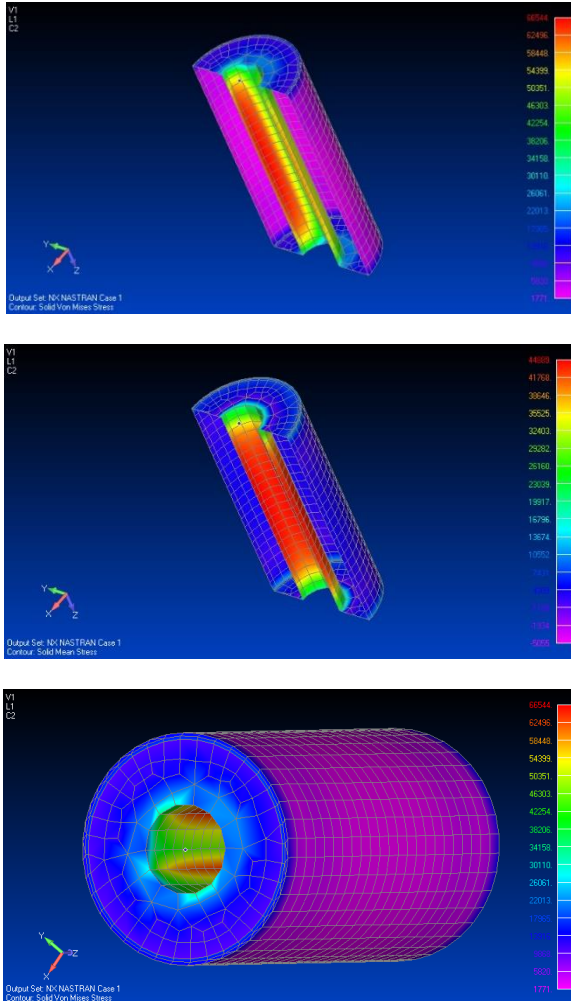 V1
L1
C2
66544.
62496.
58448.
54399.
50351.
46303.
42254.
38206.
34158.
30110.
26061.
22013.
17965.
5820.
1771.
Y
X
Z
Output Set: NX NASTRAN Case 1
Contour: Solid Von Mises Stress
V1
L1
C2
44889.
41768.
38646.
35525.
32403.
29282.
26160.
23039.
19917.
16796.
13674.
10552.
-5055.
Y
X
Z
Output Set: NX NASTRAN Case 1
Contour: Solid Mean Stress
V1
L1
C2
66544.
62496.
58448.
54399.
50351.
46303.
42254.
38206.
34158.
30110.
26061.
22013.
17965.
5820.
1771.
Y
Z
X
Output Set: NX NASTRAN Case 1
Contour: Solid Von Mises Stress